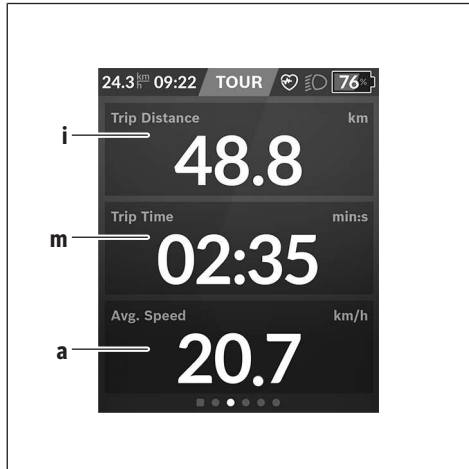 24.3 km/h 09:22 TOUR 76%
Trip Distance km
i
48.8
Trip Time min:s
m
02:35
Avg. Speed km/h
a
20.7